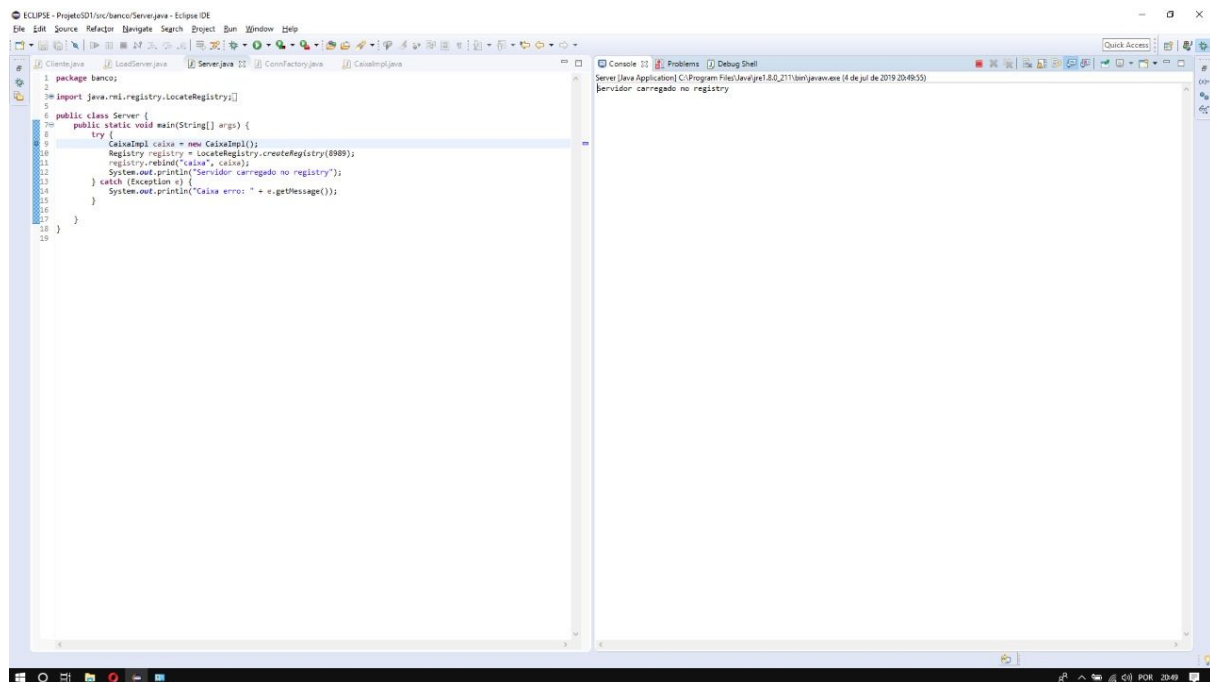 ECLIPSE - ProjetoSD1/src/banco/Server.java - Eclipse IDE
File Edit Source Refactor Navigate Search Project Run Window Help
Quick Access
Cliente.java LoadServer.java Server.java ConnFactory.java CaixaImpl.java
1 package banco;
2
3 import java.rmi.registry.LocateRegistry;
5
6 public class Server {
7 public static void main(String[] args) {
8 try {
9 CaixaImpl caixa = new CaixaImpl();
10 Registry registry = LocateRegistry.createRegistry(8989);
11 registry.rebind("caixa", caixa);
12 System.out.println("Servidor carregado no registry");
13 } catch (Exception e) {
14 System.out.println("Caixa erro: " + e.getMessage());
15 }
16
17 }
18 }
19
Console Problems Debug Shell
Server [Java Application] C:\Program Files\Java\jre1.8.0_211\bin\javaw.exe (4 de jul de 2019 20:49:55)
Servidor carregado no registry
POR 20:49